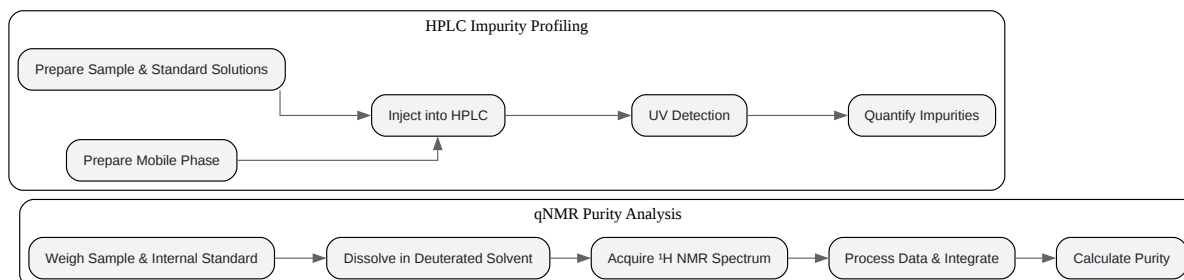 HPLC Impurity Profiling
Prepare Sample & Standard Solutions
Inject into HPLC
UV Detection
Quantify Impurities
Prepare Mobile Phase
qNMR Purity Analysis
Weigh Sample & Internal Standard
Dissolve in Deuterated Solvent
Acquire ¹H NMR Spectrum
Process Data & Integrate
Calculate Purity